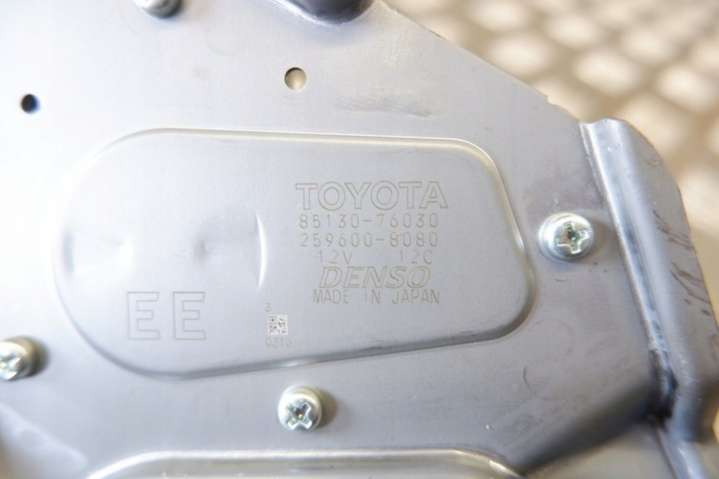 TOYOTA
85130-76030
259600-8080
12V 12C
DENSO
MADE IN JAPAN
EE